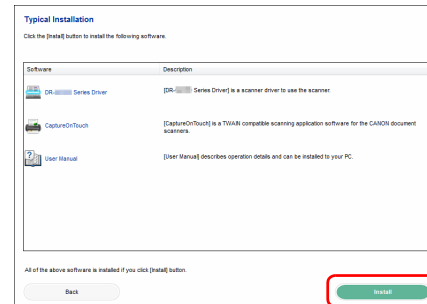 Typical Installation
Click the [Install] button to install the following software.
Software Description
DR- Series Driver [DR- Series Driver] is a scanner driver to use the scanner.
CaptureOnTouch [CaptureOnTouch] is a TWAIN compatible scanning application software for the CANON document
scanners.
User Manual [User Manual] describes operation details and can be installed to your PC.
All of the above software is installed if you click [Install] button.
Back Install